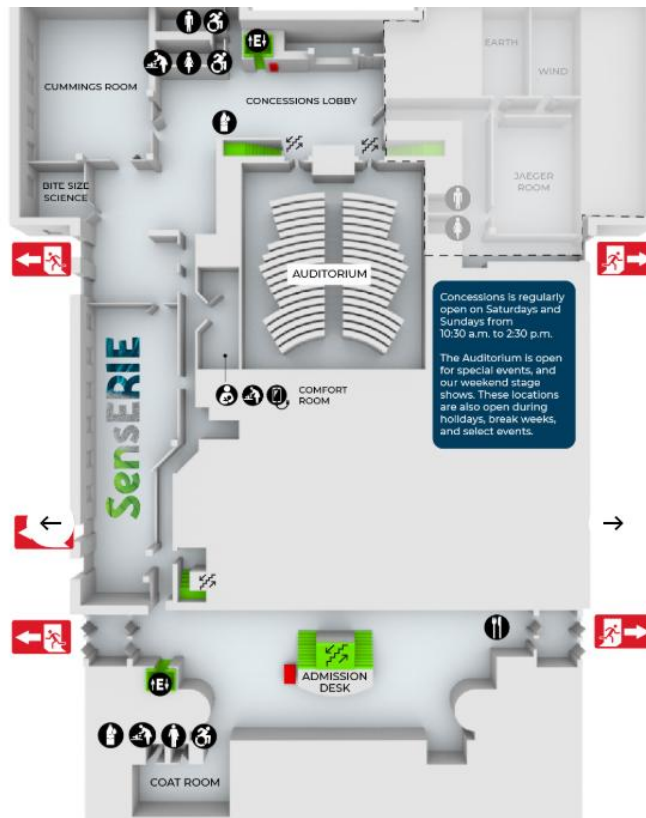 EARTH
WIND
CUMMINGS ROOM
E
CONCESSIONS LOBBY
BITE SIZE
SCIENCE
JAEGER
ROOM
AUDITORIUM
Concessions is regularly
open on Saturdays and
Sundays from
10:30 a.m. to 2:30 p.m.
The Auditorium is open
for special events, and
our weekend stage
shows. These locations
are also open during
holidays, break weeks,
and select events.
COMFORT
ROOM
SensERIE
ADMISSION
DESK
E
COAT ROOM